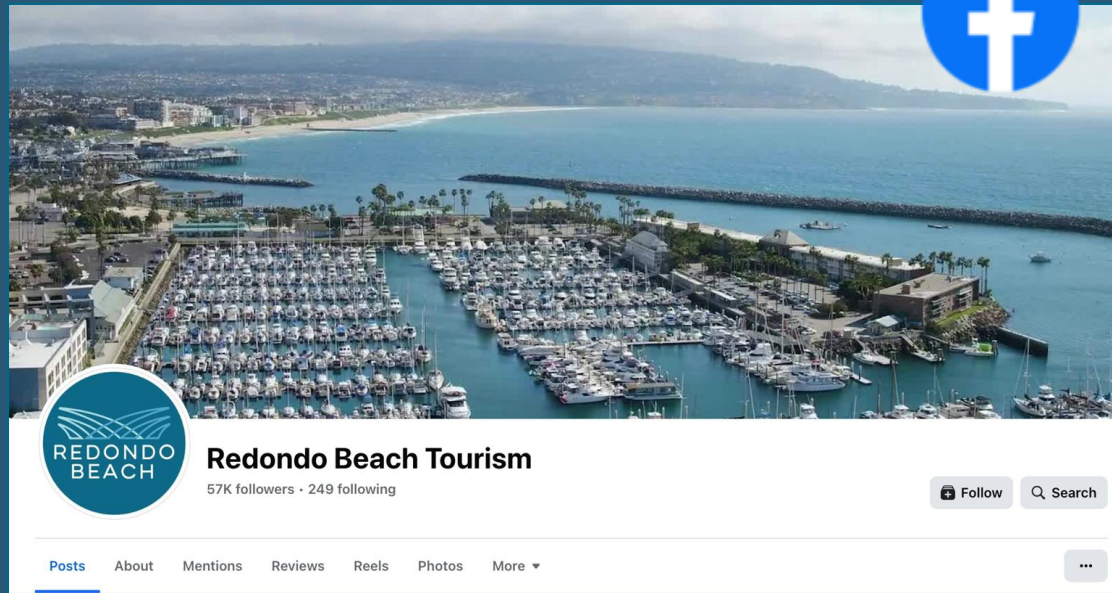 REDONDO
BEACH
Redondo Beach Tourism
57K followers • 249 following
Follow
Search
Posts
About
Mentions
Reviews
Reels
Photos
More